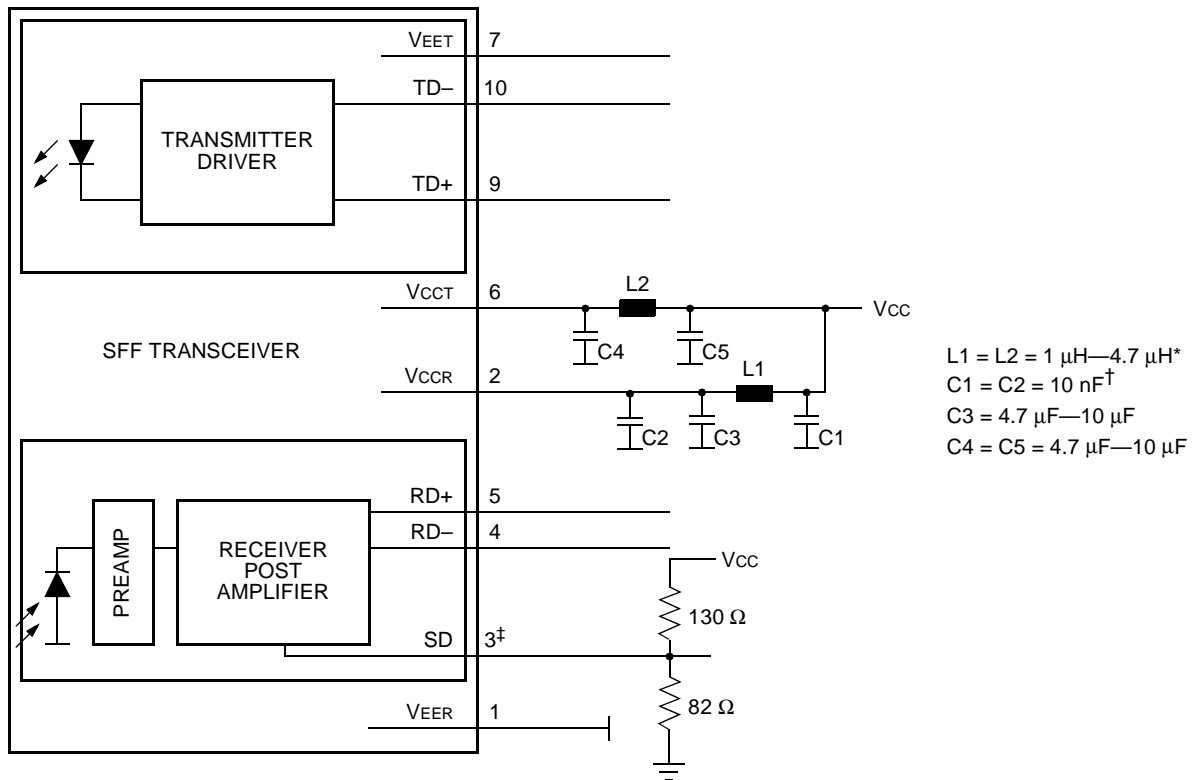 VEET 7
TD– 10
TRANSMITTER
DRIVER
TD+ 9
L2
VCCT 6
VCC
C4
C5
SFF TRANSCEIVER
L1
VCCR 2
C2
C3
C1
L1 = L2 = 1 μH—4.7 μH*
C1 = C2 = 10 nF†
C3 = 4.7 μF—10 μF
C4 = C5 = 4.7 μF—10 μF
RD+ 5
RD– 4
PREAMP
RECEIVER
POST
AMPLIFIER
VCC
130 Ω
SD 3‡
82 Ω
VEER 1